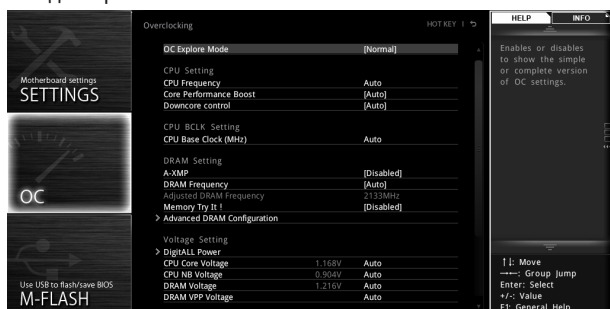 Overclocking
HOT KEY |
HELP
INFO
Motherboard settings
SETTINGS
OC
Use USB to flash/save BIOS
M-FLASH
OC Explore Mode [Normal]
CPU Setting
CPU Frequency Auto
Core Performance Boost [Auto]
Downcore control [Auto]
CPU BCLK Setting
CPU Base Clock (MHz) Auto
DRAM Setting
A-XMP [Disabled]
DRAM Frequency [Auto]
Adjusted DRAM Frequency 2133MHz
Memory Try It ! [Disabled]
> Advanced DRAM Configuration
Voltage Setting
> DigitALL Power
CPU Core Voltage 1.168V Auto
CPU NB Voltage 0.904V Auto
DRAM Voltage 1.216V Auto
DRAM VPP Voltage Auto
Enables or disables
to show the simple
or complete version
of OC settings.
↑↓: Move
→←: Group Jump
Enter: Select
+/-: Value
F1: General Help